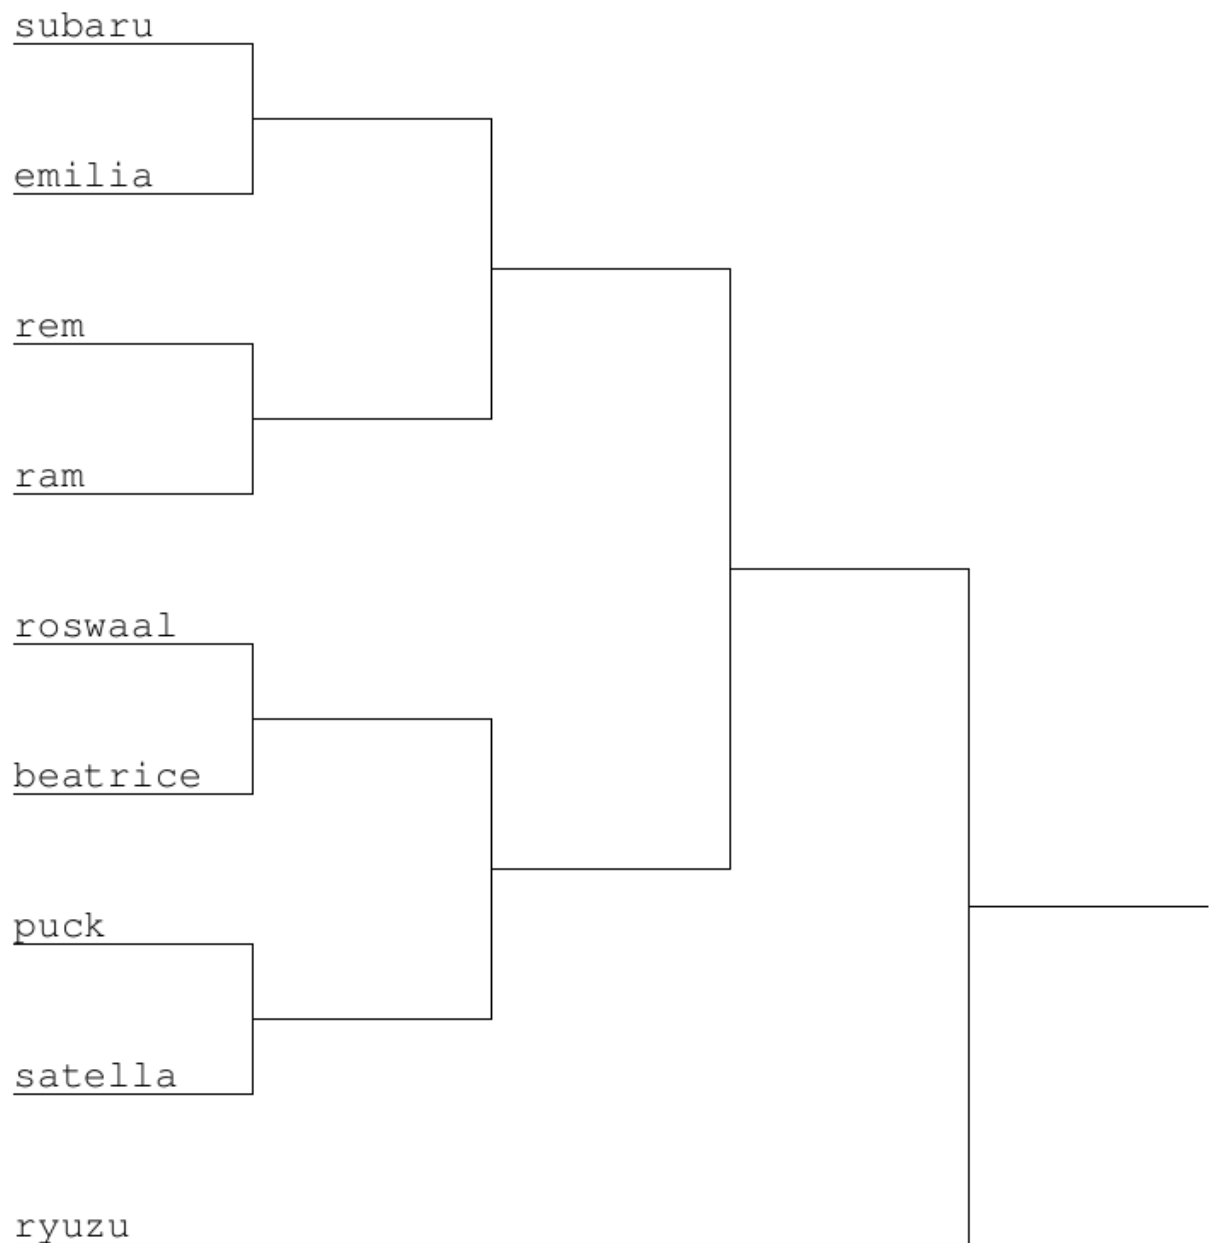 subaru
emilia
rem
ram
roswaal
beatrice
puck
satella
ryuzu